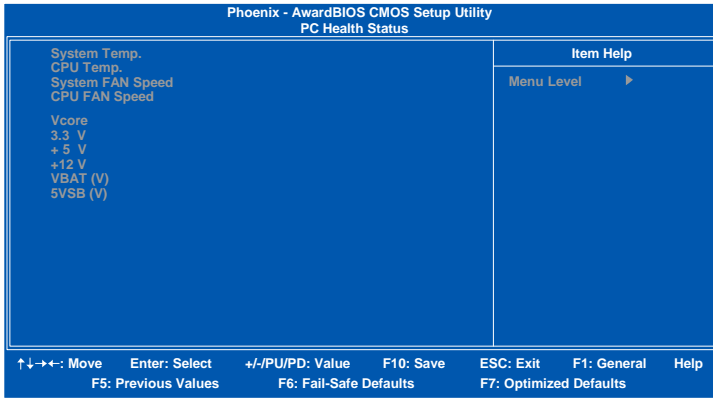 Phoenix - AwardBIOS CMOS Setup Utility
PC Health Status
System Temp.
CPU Temp.
System FAN Speed
CPU FAN Speed
Vcore
3.3 V
+ 5 V
+12 V
VBAT (V)
5VSB (V)
Item Help
Menu Level
↑↓→←: Move Enter: Select +/-/PU/PD: Value F10: Save ESC: Exit F1: General Help
F5: Previous Values F6: Fail-Safe Defaults F7: Optimized Defaults